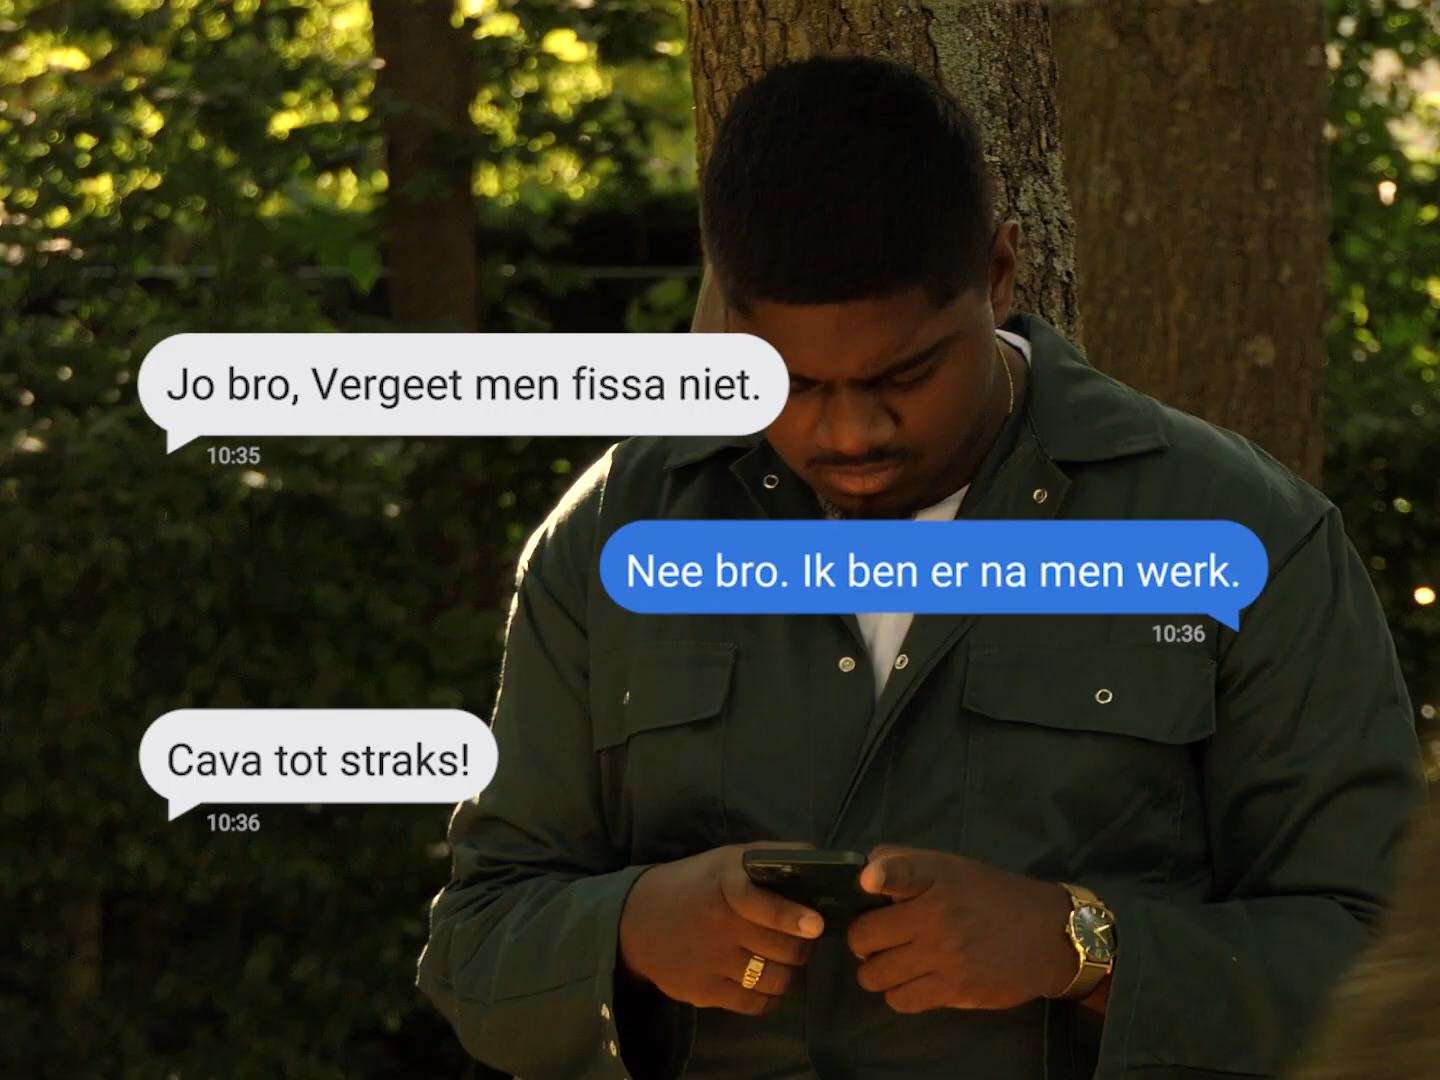 Jo bro, Vergeet men fissa niet.
10:35
Nee bro. Ik ben er na men werk.
10:36
Cava tot straks!
10:36